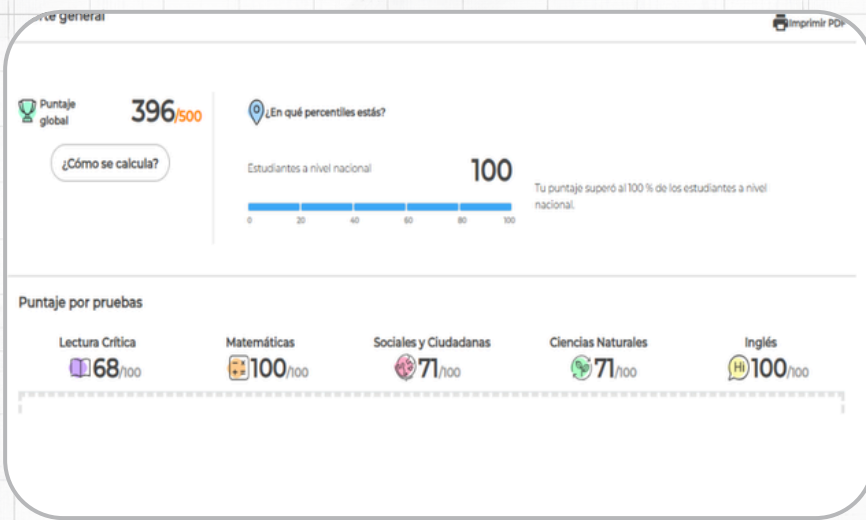 general
Imprimir PDF
Puntaje
global
396/500
¿Cómo se calcula?
¿En qué percentiles estás?
Estudiantes a nivel nacional
100
0 20 40 60 80 100
Tu puntaje superó al 100 % de los estudiantes a nivel
nacional.
Puntaje por pruebas
Lectura Crítica
68/100
Matemáticas
100/100
Sociales y Ciudadanas
71/100
Ciencias Naturales
71/100
Inglés
Hi
100/100